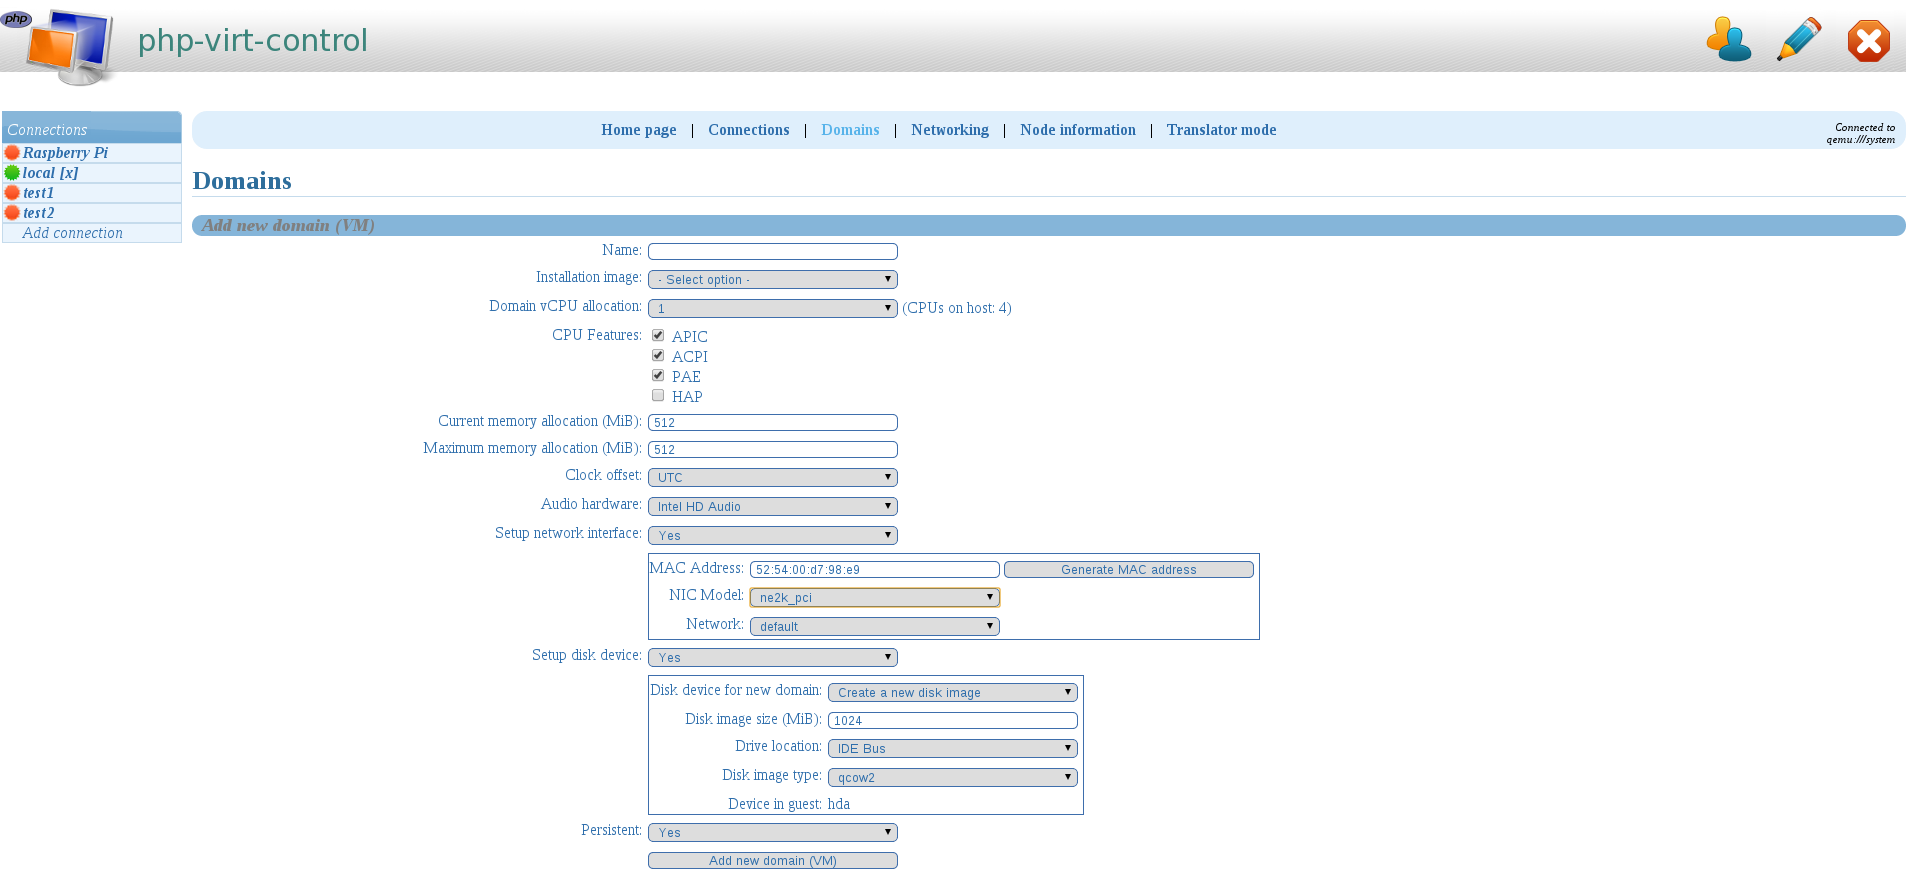 php
php-virt-control
Connections
Raspberry Pi
local [x]
test1
test2
Add connection
Home page | Connections | Domains | Networking | Node information | Translator mode
Connected to
qemu:///system
Domains
Add new domain (VM)
Name:
Installation image: - Select option -
Domain vCPU allocation: 1 (CPUs on host: 4)
CPU Features: APIC
ACPI
PAE
HAP
Current memory allocation (MiB): 512
Maximum memory allocation (MiB): 512
Clock offset: UTC
Audio hardware: Intel HD Audio
Setup network interface: Yes
MAC Address: 52:54:00:d7:98:e9 Generate MAC address
NIC Model: ne2k_pci
Network: default
Setup disk device: Yes
Disk device for new domain: Create a new disk image
Disk image size (MiB): 1024
Drive location: IDE Bus
Disk image type: qcow2
Device in guest: hda
Persistent: Yes
Add new domain (VM)